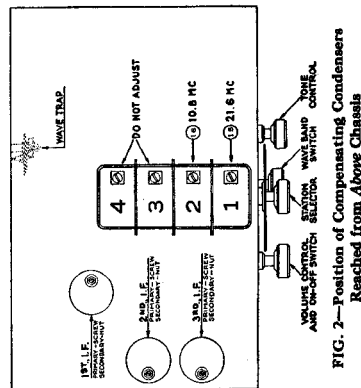 WAVE TRAP
DO NOT ADJUST
4
3
2
1
16 10.8 MC
15 21.6 MC
1ST. I.F.
PRIMARY-SCREW
SECONDARY-NUT
2ND. I.F.
PRIMARY-SCREW
SECONDARY-NUT
3RD. I.F.
PRIMARY-SCREW
SECONDARY-NUT
VOLUME CONTROL
AND ON-OFF SWITCH
STATION
SELECTOR
WAVE BAND
SWITCH
TONE
CONTROL
FIG. 2—Position of Compensating Condensers
Reached from Above Chassis